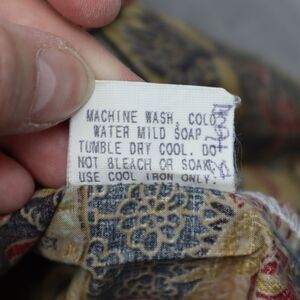 MACHINE WASH, COLD
WATER MILD SOAP
TUMBLE DRY COOL. DO
NOT BLEACH OR SOAK
USE COOL IRON ONLY.